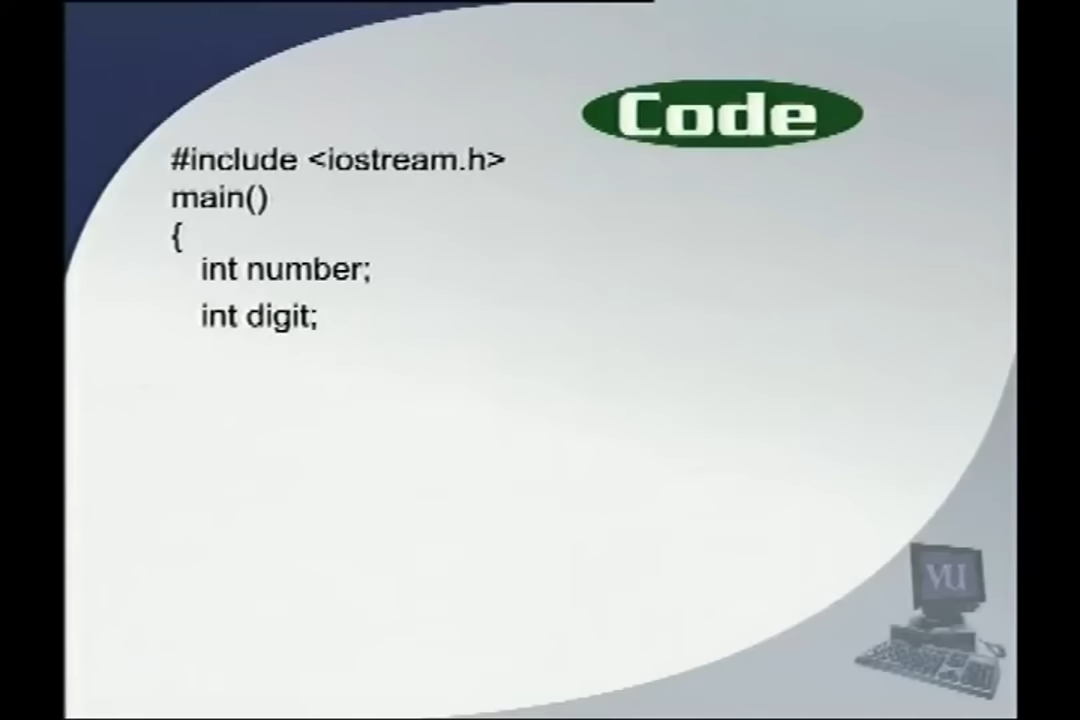 Code
#include <iostream.h>
main()
{
int number;
int digit;
VU